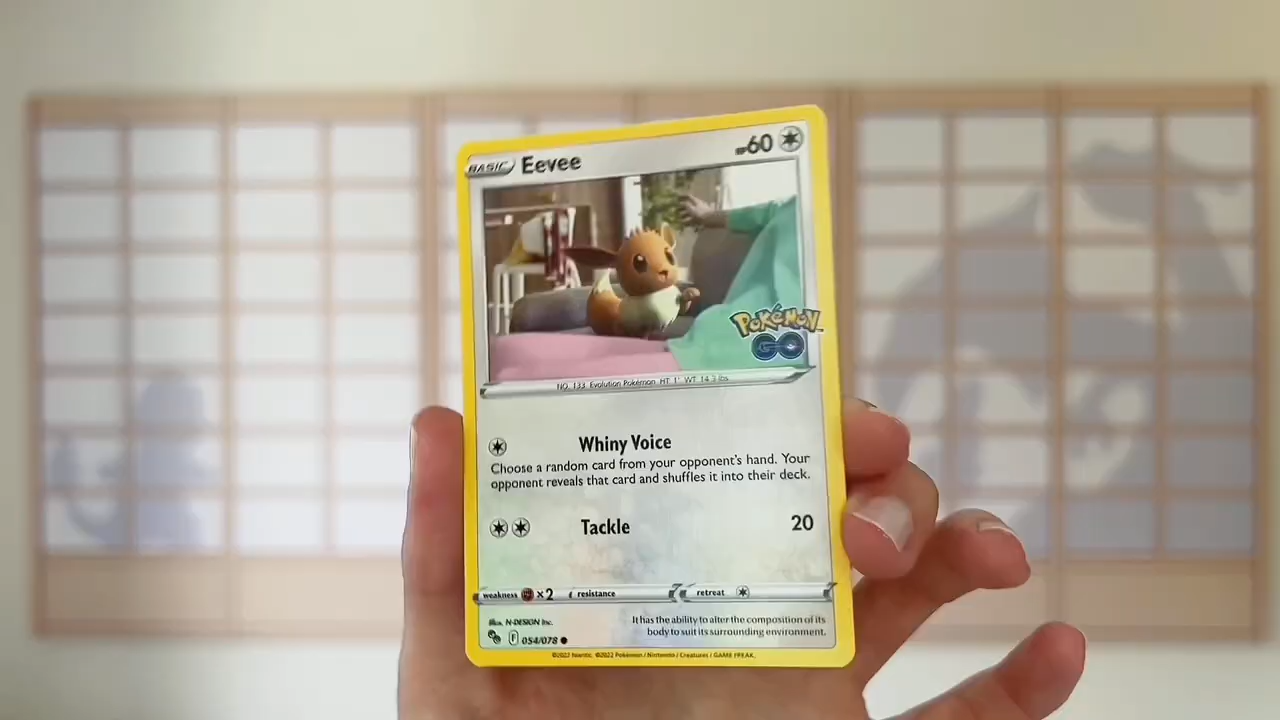 BASIC Eevee HP 60
POKÉMON
GO
NO. 133 Evolution Pokémon HT 1' WT 14.3 lbs
Whiny Voice
Choose a random card from your opponent's hand. Your
opponent reveals that card and shuffles it into their deck.
Tackle 20
weakness ×2 resistance retreat
Illus. N-DESIGN Inc.
It has the ability to alter the composition of its
body to suit its surrounding environment.
F 054/078
©2022 Niantic. ©2022 Pokémon / Nintendo / Creatures / GAME FREAK.